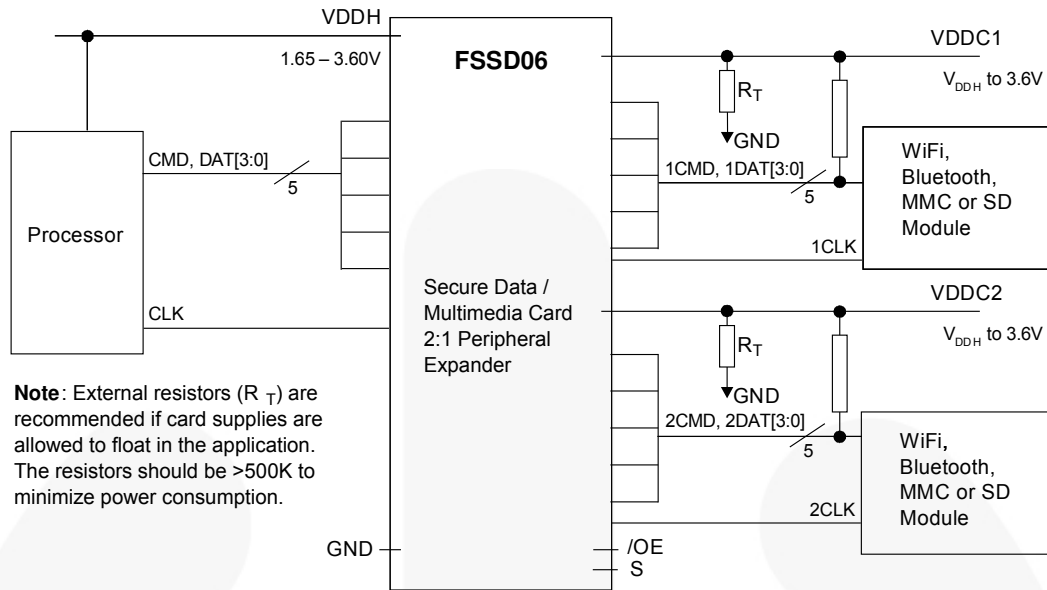 VDDH
1.65 – 3.60V
FSSD06
VDDC1
V DDH to 3.6V
R T
GND
CMD, DAT[3:0]
5
1CMD, 1DAT[3:0]
5
WiFi,
Bluetooth,
MMC or SD
Module
Processor
1CLK
CLK
Secure Data /
Multimedia Card
2:1 Peripheral
Expander
VDDC2
V DDH to 3.6V
R T
GND
2CMD, 2DAT[3:0]
5
WiFi,
Bluetooth,
MMC or SD
Module
2CLK
Note: External resistors (R T) are
recommended if card supplies are
allowed to float in the application.
The resistors should be >500K to
minimize power consumption.
GND
/OE
S